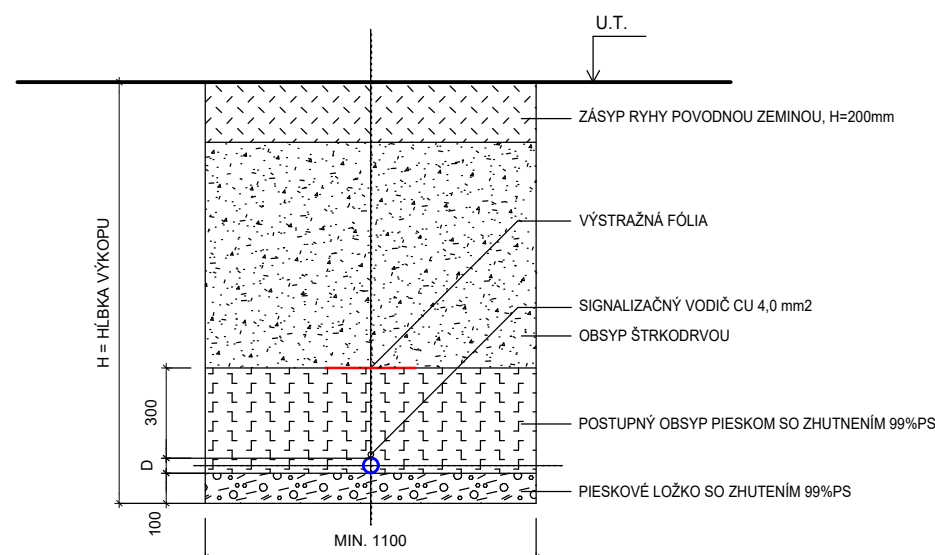 U.T.
ZÁSYP RYHY POVODNOU ZEMINOU, H=200mm
VÝSTRAŽNÁ FÓLIA
H = HĹBKA VÝKOPU
SIGNALIZAČNÝ VODIČ CU 4,0 mm2
OBSYP ŠTRKODRVOU
300
POSTUPNÝ OBSYP PIESKOM SO ZHUTNENÍM 99%PS
D
PIESKOVÉ LOŽKO SO ZHUTENÍM 99%PS
100
MIN. 1100